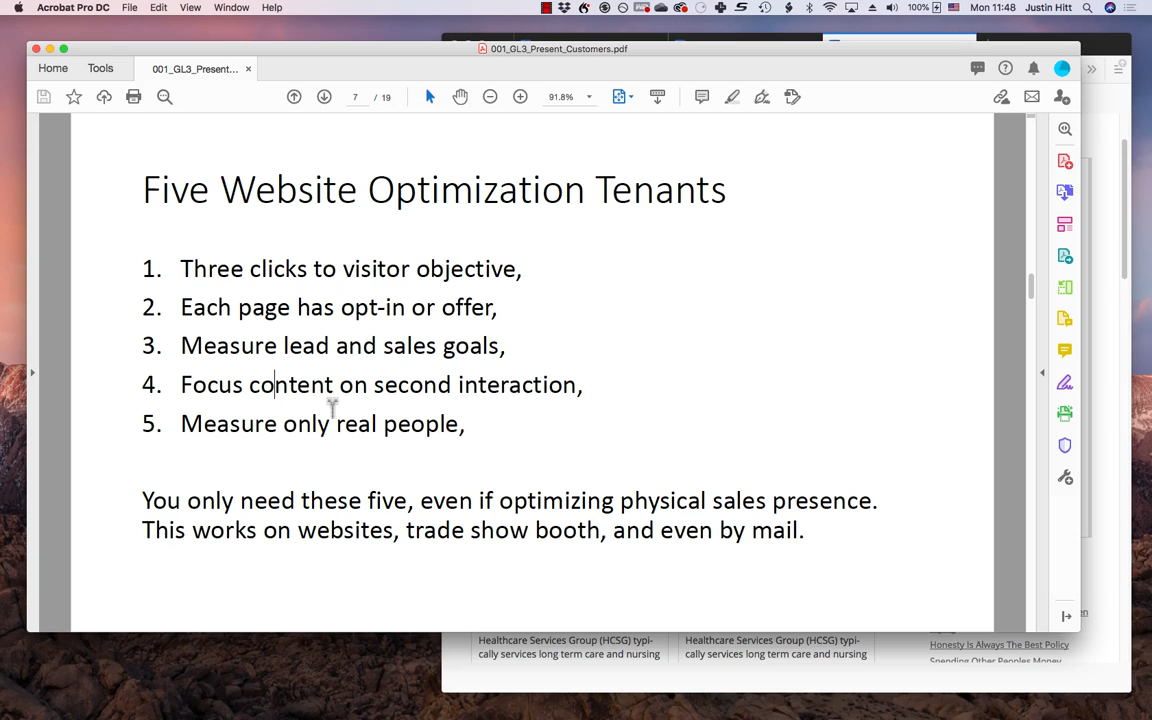 Acrobat Pro DC File Edit View Window Help 100% Mon 11:48 Justin Hitt
001_GL3_Present_Customers.pdf
Home Tools 001_GL3_Present... ×
7 / 19 91.8%
Five Website Optimization Tenants
1. Three clicks to visitor objective,
2. Each page has opt-in or offer,
3. Measure lead and sales goals,
4. Focus content on second interaction,
5. Measure only real people,
You only need these five, even if optimizing physical sales presence.
This works on websites, trade show booth, and even by mail.
Healthcare Services Group (HCSG) typi-
cally services long term care and nursing
Healthcare Services Group (HCSG) typi-
cally services long term care and nursing
Honesty Is Always The Best Policy
Spending Other Peoples Money